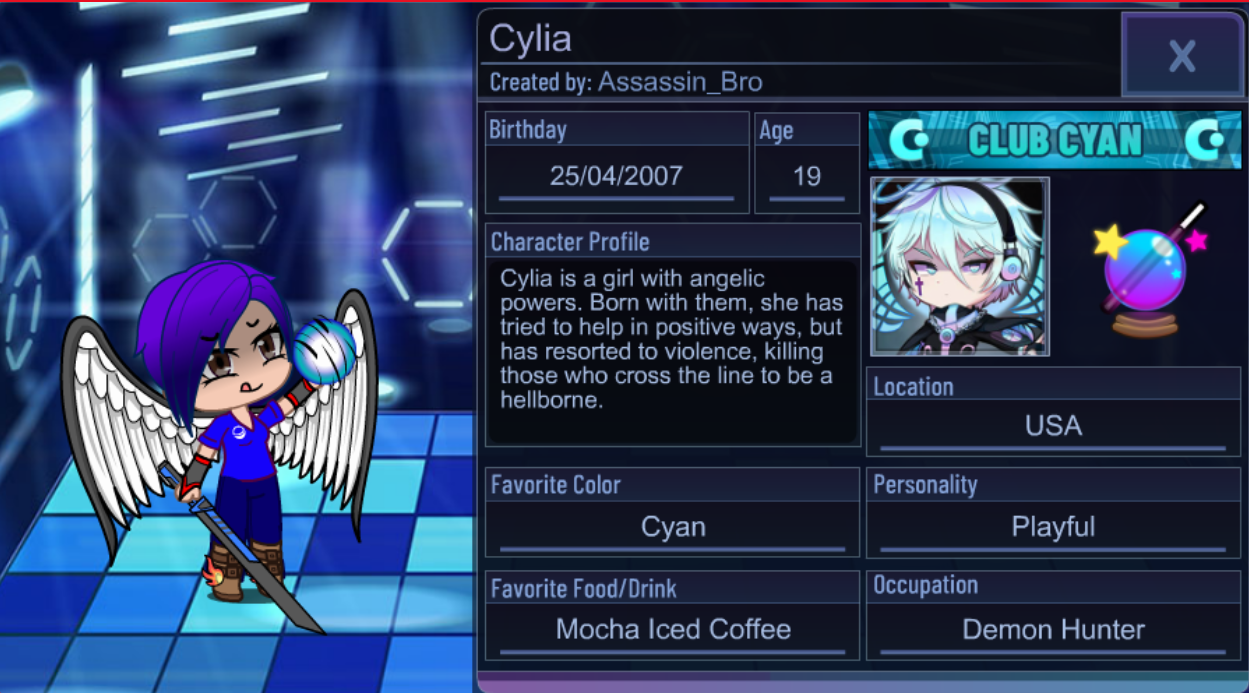 Cylia
X
Created by: Assassin_Bro
Birthday
Age
25/04/2007
19
CLUB CYAN
Character Profile
Cylia is a girl with angelic
powers. Born with them, she has
tried to help in positive ways, but
has resorted to violence, killing
those who cross the line to be a
hellborne.
Location
USA
Favorite Color
Cyan
Personality
Playful
Favorite Food/Drink
Mocha Iced Coffee
Occupation
Demon Hunter